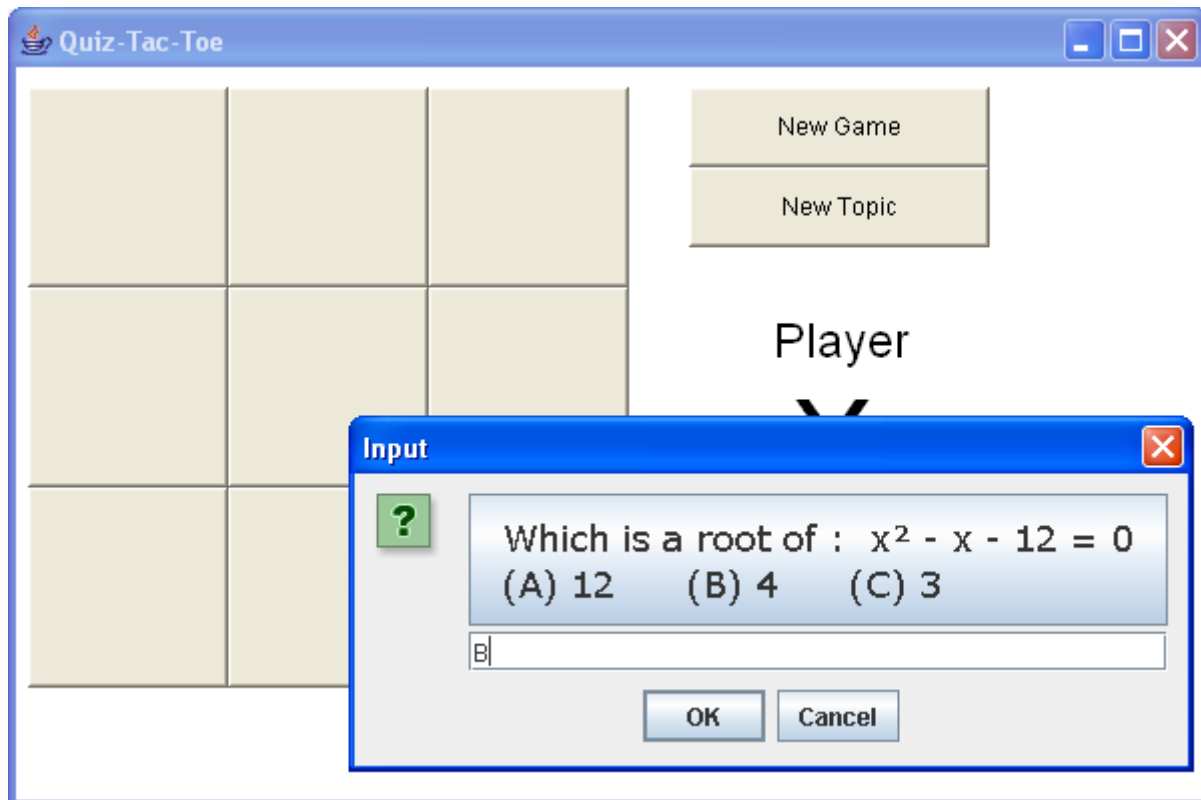 Quiz-Tac-Toe
New Game
New Topic
Player
Input
?
Which is a root of : x² - x - 12 = 0
(A) 12 (B) 4 (C) 3
B
OK
Cancel